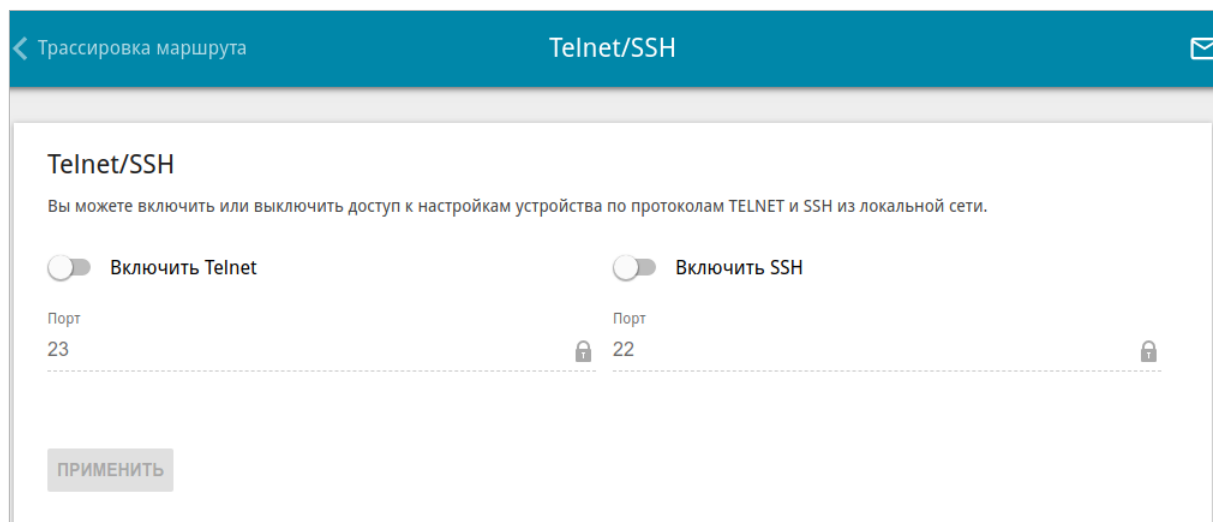 Трассировка маршрута
Telnet/SSH
Telnet/SSH
Вы можете включить или выключить доступ к настройкам устройства по протоколам TELNET и SSH из локальной сети.
Включить Telnet
Включить SSH
Порт
Порт
23
22
ПРИМЕНИТЬ